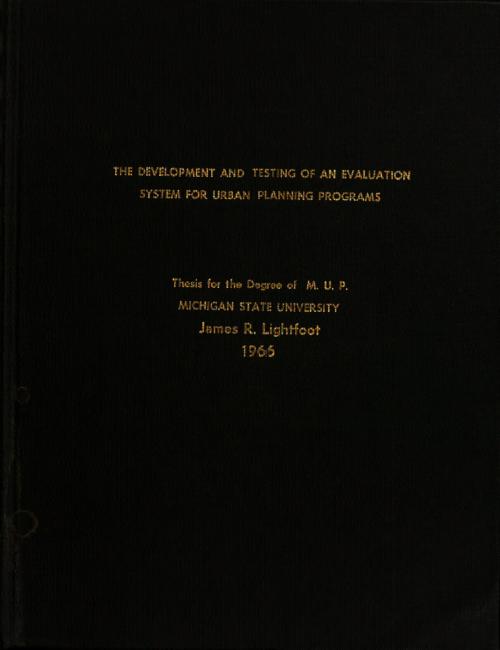 THE DEVELOPMENT AND TESTING OF AN EVALUATION
SYSTEM FOR URBAN PLANNING PROGRAMS
Thesis for the Degree of M. U. P.
MICHIGAN STATE UNIVERSITY
James R. Lightfoot
1965